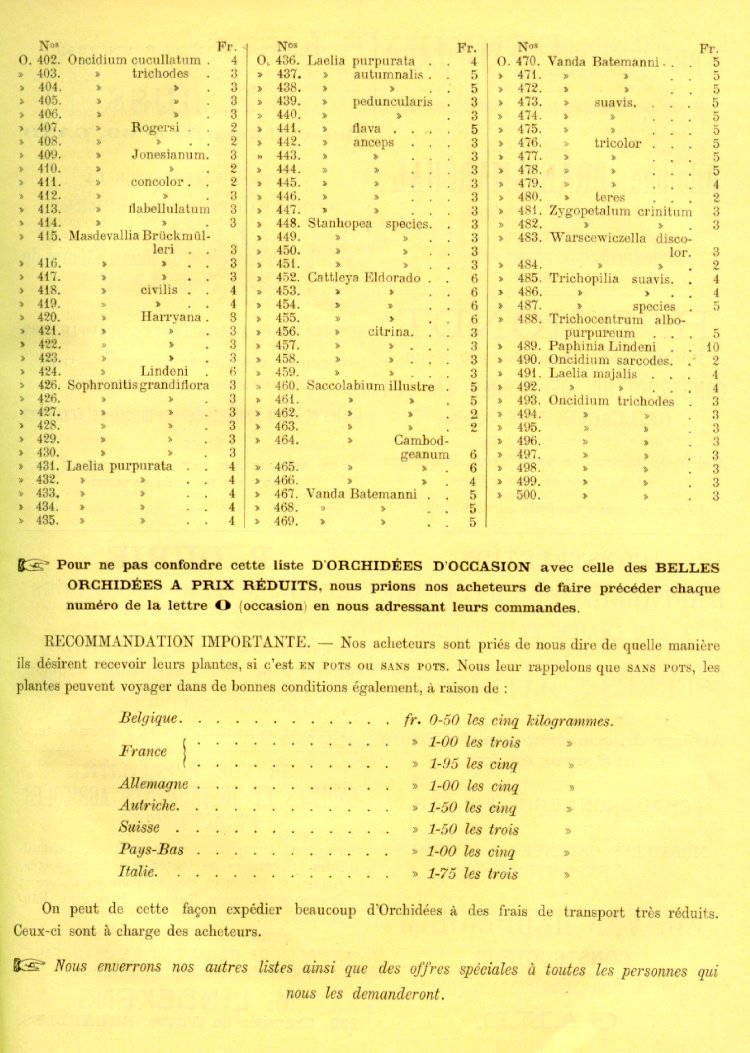 Nos Fr.
O. 402. Oncidium cucullatum . 4
» 403. » trichodes . 3
» 404. » » . 3
» 405. » » . 3
» 406. » » . 3
» 407. » Rogersi . . 2
» 408. » » . . 2
» 409. » Jonesianum. 3
» 410. » » . 2
» 411. » concolor . . 2
» 412. » » . . 3
» 413. » flabellulatum 3
» 414. » » . 3
» 415. Masdevallia Brückmül-
leri . . 3
» 416. » » . . 3
» 417. » » . . 3
» 418. » civilis . . 4
» 419. » » . . 4
» 420. » Harryana . 3
» 421. » » . 3
» 422. » » . 3
» 423. » » . 3
» 424. » Lindeni . 6
» 426. Sophronitis grandiflora 3
» 426. » » . 3
» 427. » » . 3
» 428. » » . 3
» 429. » » . 3
» 430. » » . 3
» 431. Laelia purpurata . . 4
» 432. » » . . 4
» 433. » » . . 4
» 434. » » . . 4
» 435. » » . . 4
Nos Fr.
O. 436. Laelia purpurata . . 4
» 437. » autumnalis . . 5
» 438. » » . . 5
» 439. » peduncularis . 3
» 440. » » . 3
» 441. » flava . . . . 5
» 442. » anceps . . . 3
» 443. » » . . . 3
» 444. » » . . . 3
» 445. » » . . . 3
» 446. » » . . . 3
» 447. » » . . . 3
» 448. Stanhopea species. . . 3
» 449. » » . . 3
» 450. » » . . 3
» 451. » » . . 3
» 452. Cattleya Eldorado . . 6
» 453. » » . . 6
» 454. » » . . 6
» 455. » » . . 6
» 456. » citrina. . . 3
» 457. » » . . . 3
» 458. » » . . . 3
» 459. » » . . . 3
» 460. Saccolabium illustre . 5
» 461. » » . 5
» 462. » » . 2
» 463. » » . 2
» 464. » Cambod-
geanum 6
» 465. » » . 6
» 466. » » . 4
» 467. Vanda Batemanni . . 5
» 468. » » . . 5
» 469. » » . . 5
Nos Fr.
O. 470. Vanda Batemanni . . . 5
» 471. » » . . . 5
» 472. » » . . . 5
» 473. » suavis. . . . 5
» 474. » » . . . 5
» 475. » » . . . 5
» 476. » tricolor . . . 5
» 477. » » . . . 5
» 478. » » . . . 5
» 479. » » . . . 4
» 480. » teres . . . 2
» 481. Zygopetalum crinitum 3
» 482. » » . 3
» 483. Warscewiczella disco-
lor. 3
» 484. » » . 2
» 485. Trichopilia suavis. . 4
» 486. » » . . 4
» 487. » species . 5
» 488. Trichocentrum albo-
purpureum . . . 5
» 489. Paphinia Lindeni . . 10
» 490. Oncidium sarcodes. . 2
» 491. Laelia majalis . . . 4
» 492. » » . . . 4
» 493. Oncidium trichodes . 3
» 494. » » . 3
» 495. » » . 3
» 496. » » . 3
» 497. » » . 3
» 498. » » . 3
» 499. » » . 3
» 500. » » . 3
☞ Pour ne pas confondre cette liste D'ORCHIDÉES D'OCCASION avec celle des BELLES
ORCHIDÉES A PRIX RÉDUITS, nous prions nos acheteurs de faire précéder chaque
numéro de la lettre O (occasion) en nous adressant leurs commandes.
RECOMMANDATION IMPORTANTE. — Nos acheteurs sont priés de nous dire de quelle manière
ils désirent recevoir leurs plantes, si c'est EN POTS OU SANS POTS. Nous leur rappelons que SANS POTS, les
plantes peuvent voyager dans de bonnes conditions également, à raison de :
Belgique. . . . . . . . . . . fr. 0-50 les cinq kilogrammes.
France { . . . . . . . . . . » 1-00 les trois »
. . . . . . . . . . » 1-95 les cinq »
Allemagne . . . . . . . . . . » 1-00 les cinq »
Autriche. . . . . . . . . . . » 1-50 les cinq »
Suisse . . . . . . . . . . . » 1-50 les trois »
Pays-Bas . . . . . . . . . . » 1-00 les cinq »
Italie. . . . . . . . . . . . » 1-75 les trois »
On peut de cette façon expédier beaucoup d'Orchidées à des frais de transport très réduits.
Ceux-ci sont à charge des acheteurs.
☞ Nous enverrons nos autres listes ainsi que des offres spéciales à toutes les personnes qui
nous les demanderont.